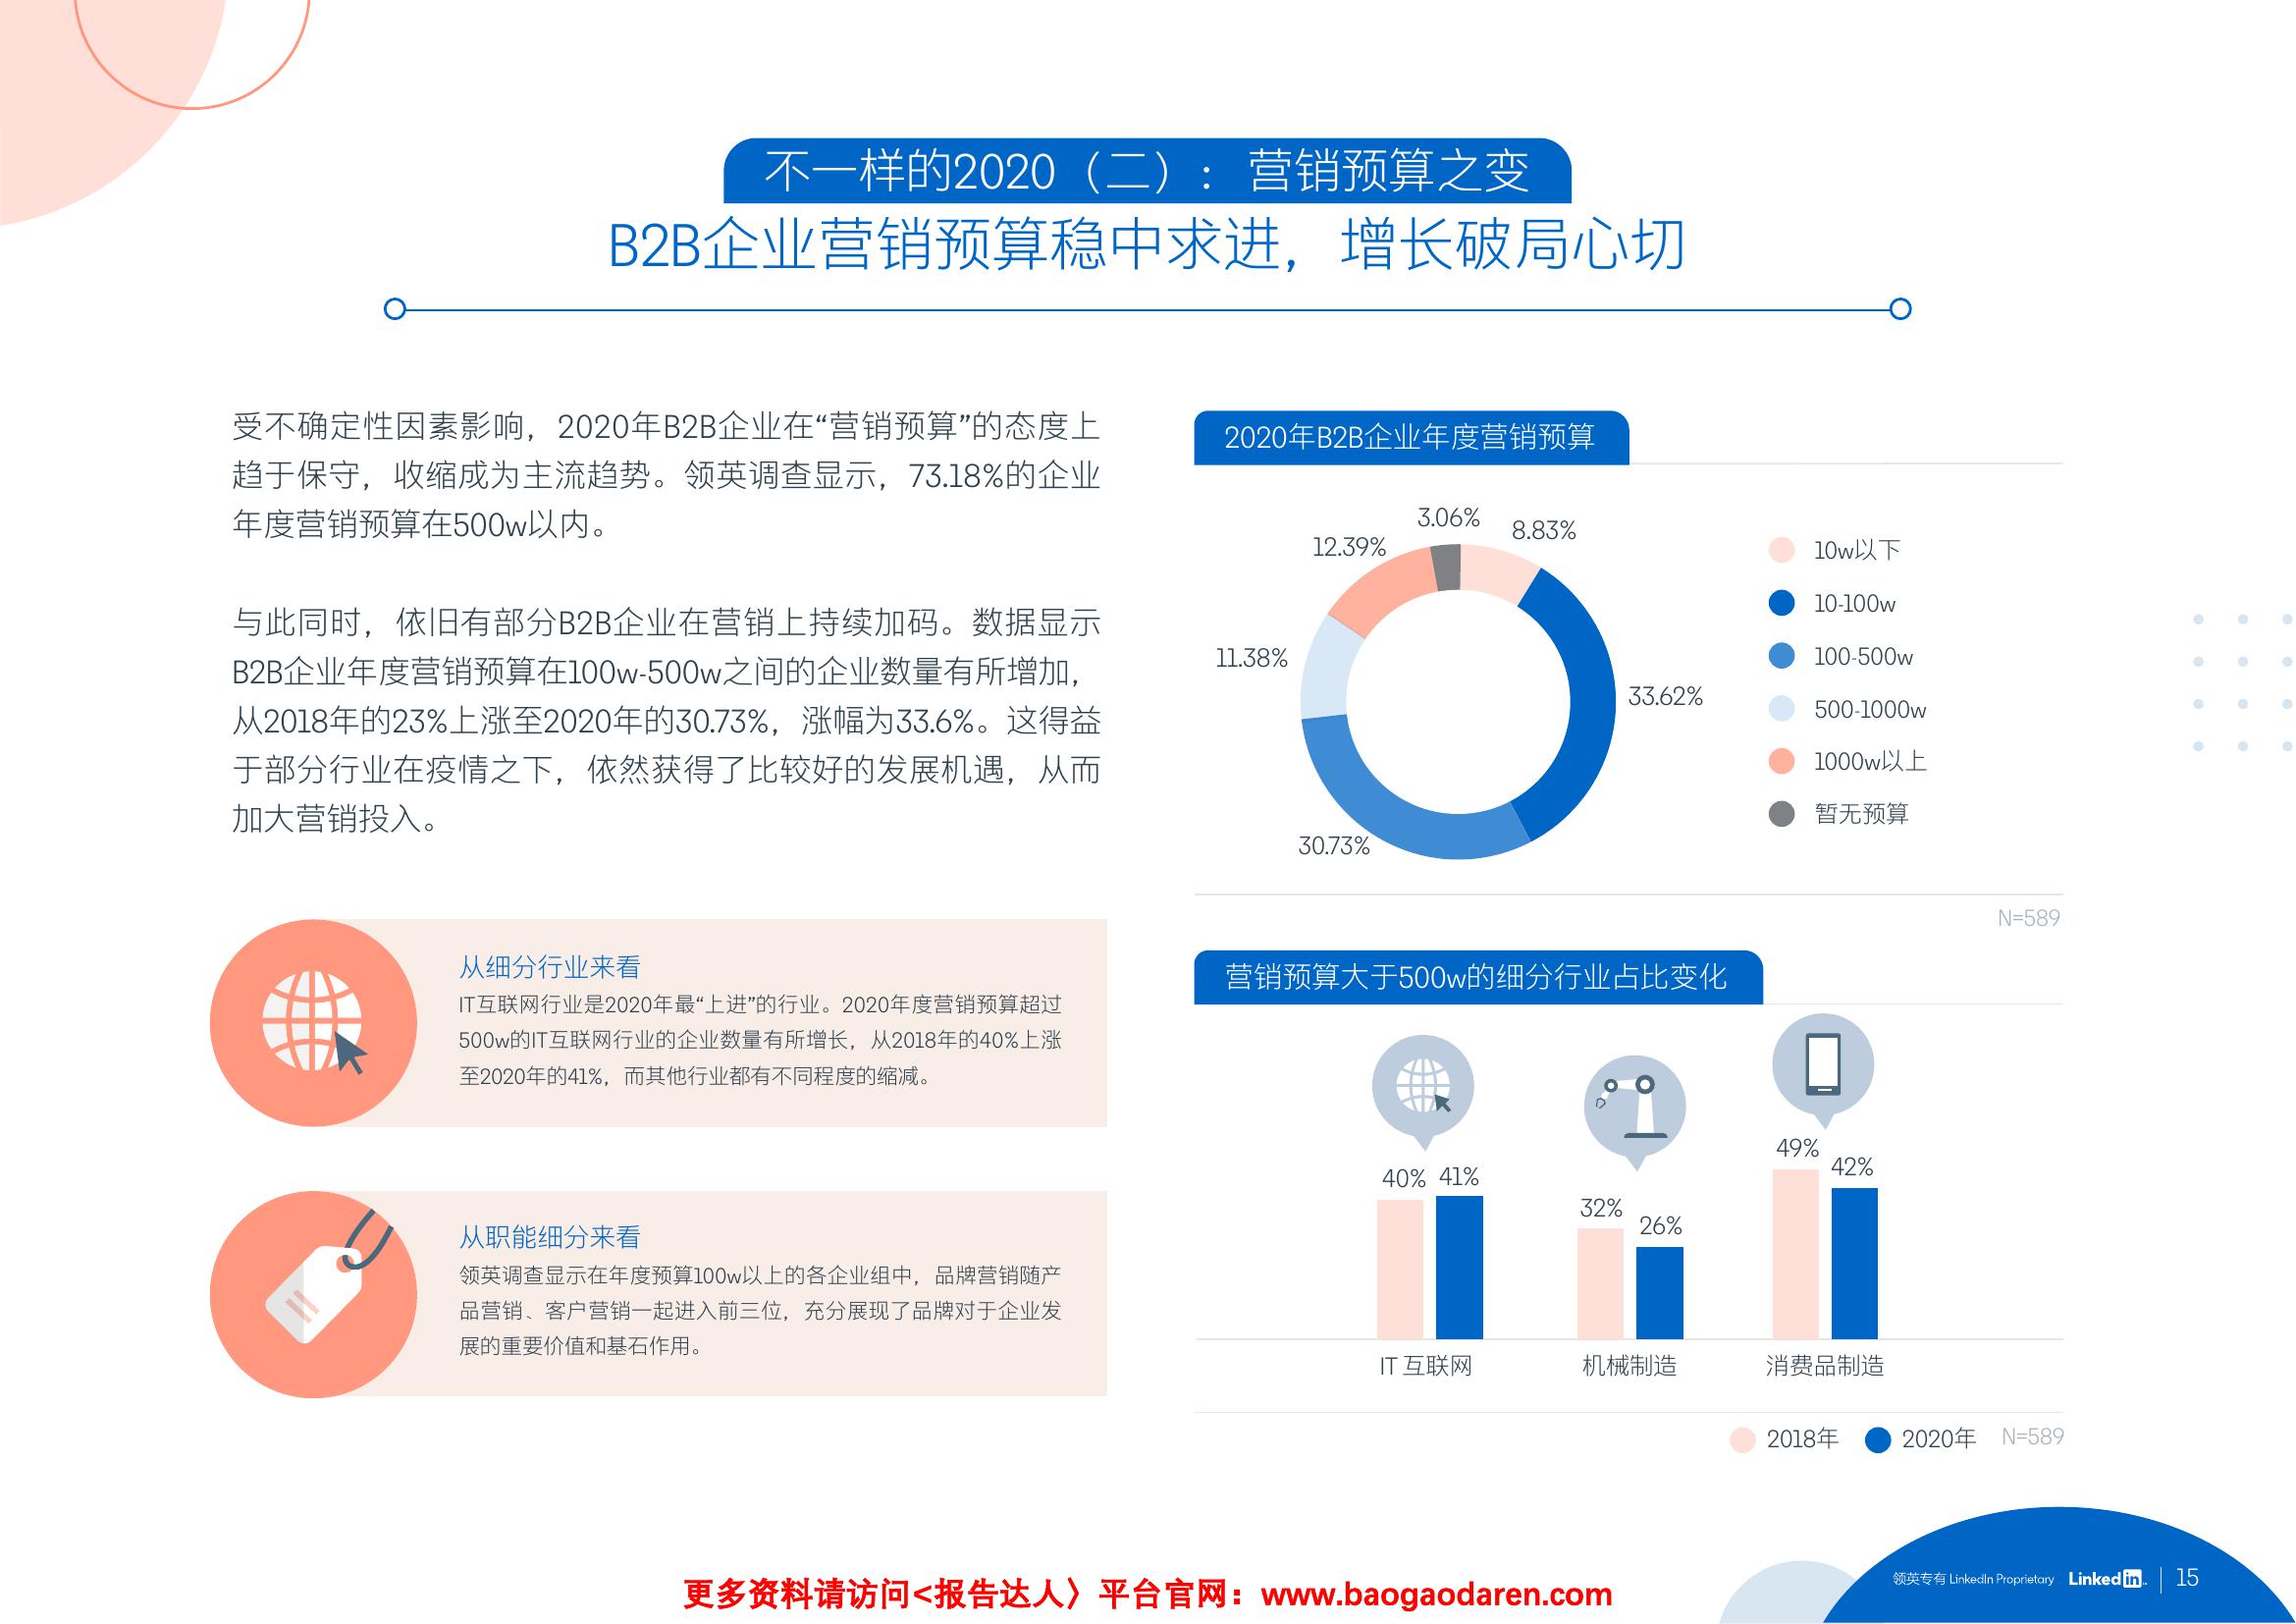 不一样的2020（二）： 营销预算之变
B2B企业营销预算稳中求进，增长破局心切
受不确定性因素影响，2020年B2B企业在“营销预算”的态度上
趋于保守，收缩成为主流趋势。领英调查显示，73.18%的企业
年度营销预算在500w以内。
与此同时，依旧有部分B2B企业在营销上持续加码。数据显示
B2B企业年度营销预算在100w-500w之间的企业数量有所增加，
从2018年的23%上涨至2020年的30.73%，涨幅为33.6%。这得益
于部分行业在疫情之下，依然获得了比较好的发展机遇，从而
加大营销投入。
从细分行业来看
IT互联网行业是2020年最“上进”的行业。2020年度营销预算超过
500w的IT互联网行业的企业数量有所增长，从2018年的40%上涨
至2020年的41%，而其他行业都有不同程度的缩减。
从职能细分来看
领英调查显示在年度预算100w以上的各企业组中，品牌营销随产
品营销、客户营销一起进入前三位，充分展现了品牌对于企业发
展的重要价值和基石作用。
2020年B2B企业年度营销预算
3.06%
8.83%
12.39%
11.38%
33.62%
30.73%
10w以下
10-100w
100-500w
500-1000w
1000w以上
暂无预算
N=589
营销预算大于500w的细分行业占比变化
40% 41%
32% 26%
49% 42%
IT 互联网
机械制造
消费品制造
2018年 2020年 N=589
领英专有 LinkedIn Proprietary LinkedIn 15
更多资料请访问<报告达人〉平台官网：www.baogaodaren.com